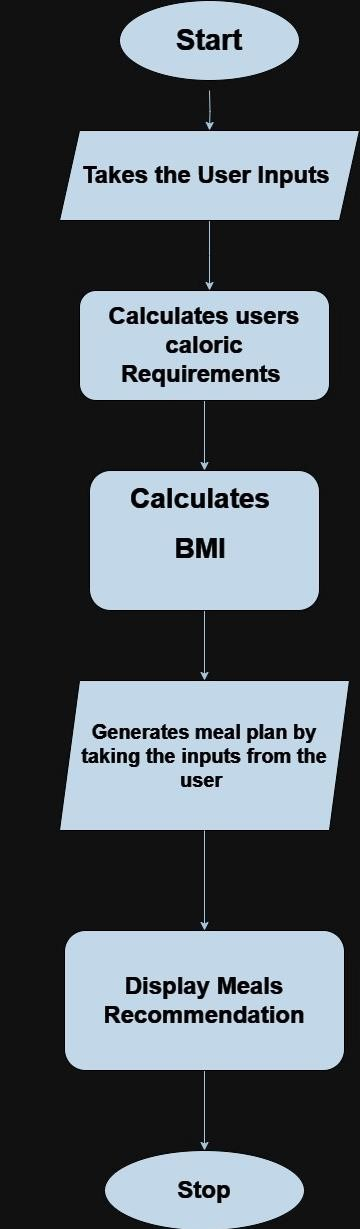 Start
Takes the User Inputs
Calculates users
caloric
Requirements
Calculates
BMI
Generates meal plan by
taking the inputs from the
user
Display Meals
Recommendation
Stop